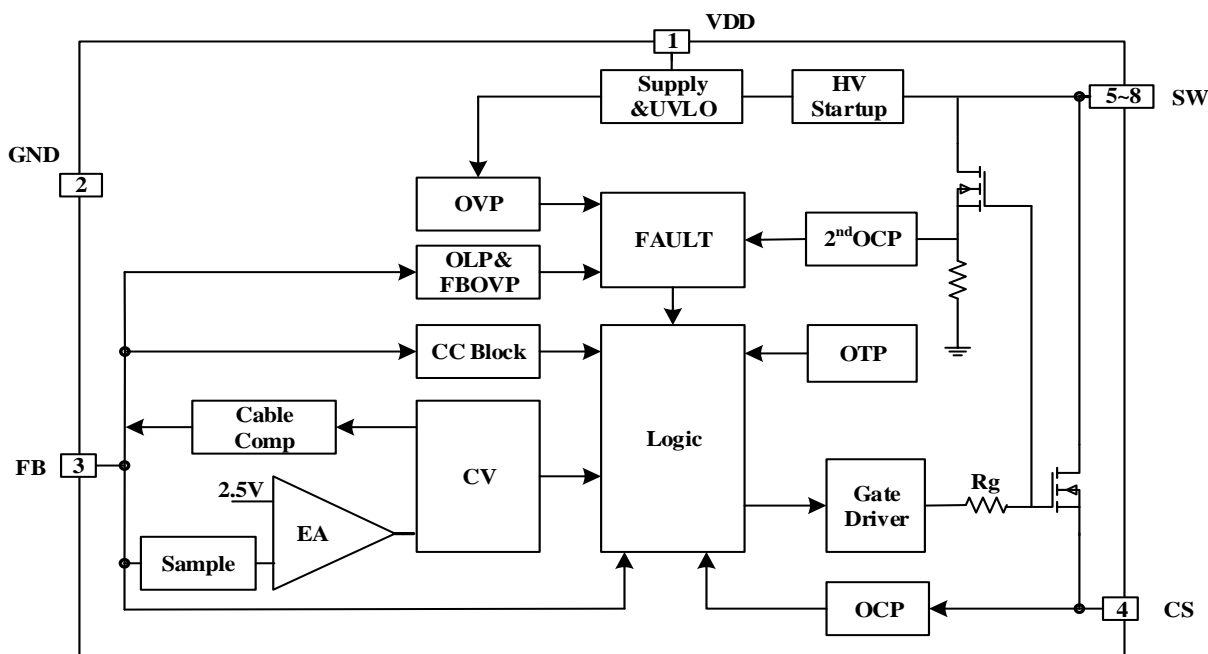 VDD
1
Supply
&UVLO
HV
Startup
5~8
SW
GND
2
OVP
FAULT
2ndOCP
OLP&
FBOVP
CC Block
OTP
Cable
Comp
Logic
FB
3
CV
2.5V
EA
Gate
Driver
Rg
Sample
OCP
4
CS